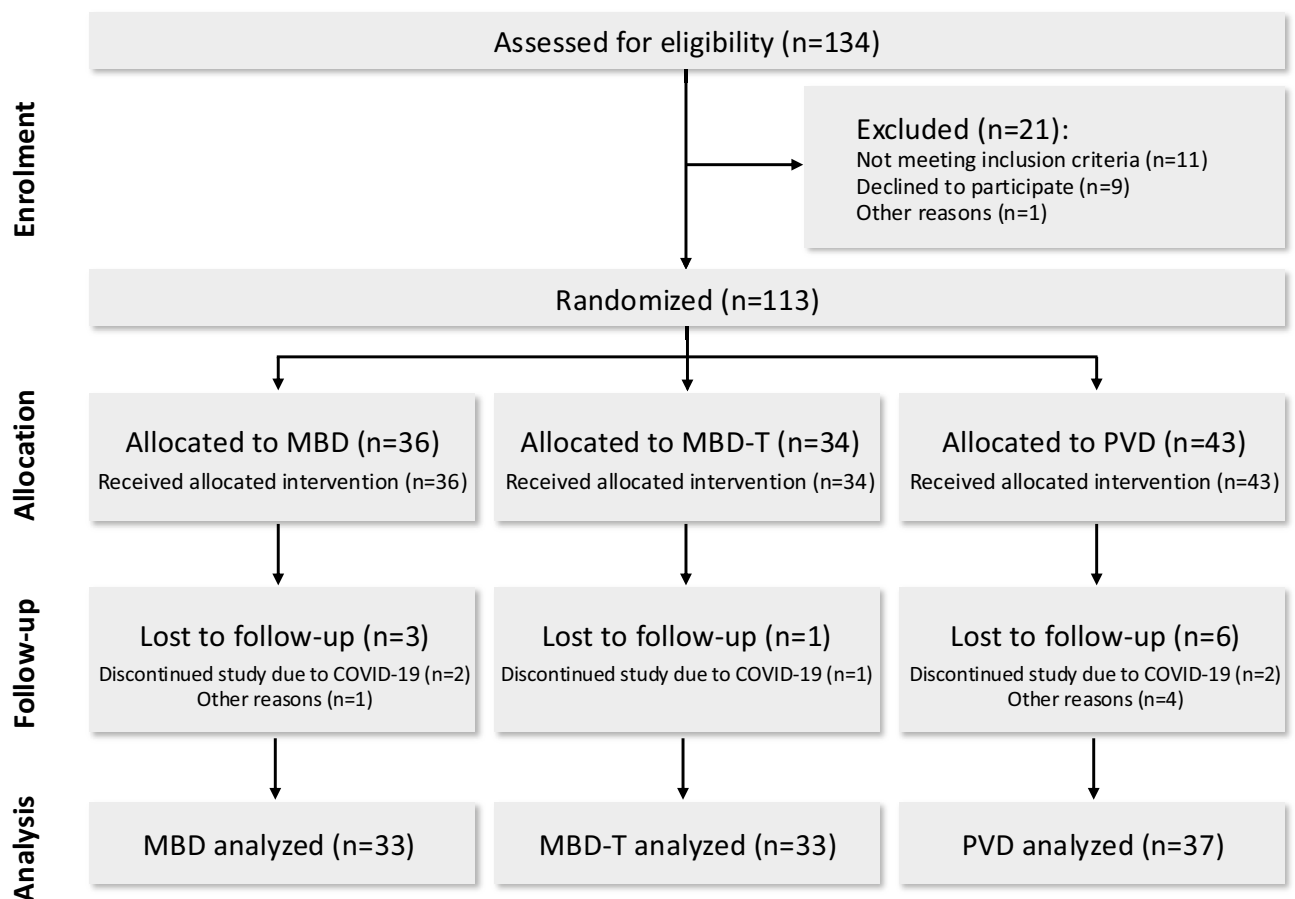 Assessed for eligibility (n=134)
Enrolment
Excluded (n=21):
Not meeting inclusion criteria (n=11)
Declined to participate (n=9)
Other reasons (n=1)
Randomized (n=113)
Allocation
Allocated to MBD (n=36)
Received allocated intervention (n=36)
Allocated to MBD-T (n=34)
Received allocated intervention (n=34)
Allocated to PVD (n=43)
Received allocated intervention (n=43)
Follow-up
Lost to follow-up (n=3)
Discontinued study due to COVID-19 (n=2)
Other reasons (n=1)
Lost to follow-up (n=1)
Discontinued study due to COVID-19 (n=1)
Lost to follow-up (n=6)
Discontinued study due to COVID-19 (n=2)
Other reasons (n=4)
Analysis
MBD analyzed (n=33)
MBD-T analyzed (n=33)
PVD analyzed (n=37)